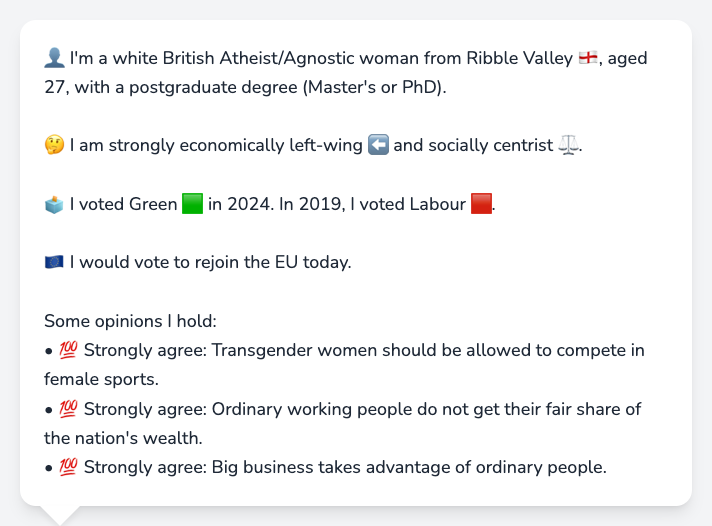 👤 I'm a white British Atheist/Agnostic woman from Ribble Valley 🏴󠁧󠁢󠁥󠁮󠁧󠁿, aged
27, with a postgraduate degree (Master's or PhD).
🤔 I am strongly economically left-wing ⬅️ and socially centrist ⚖️.
🗳️ I voted Green 🟩 in 2024. In 2019, I voted Labour 🟥.
🇪🇺 I would vote to rejoin the EU today.
Some opinions I hold:
• 💯 Strongly agree: Transgender women should be allowed to compete in
female sports.
• 💯 Strongly agree: Ordinary working people do not get their fair share of
the nation's wealth.
• 💯 Strongly agree: Big business takes advantage of ordinary people.